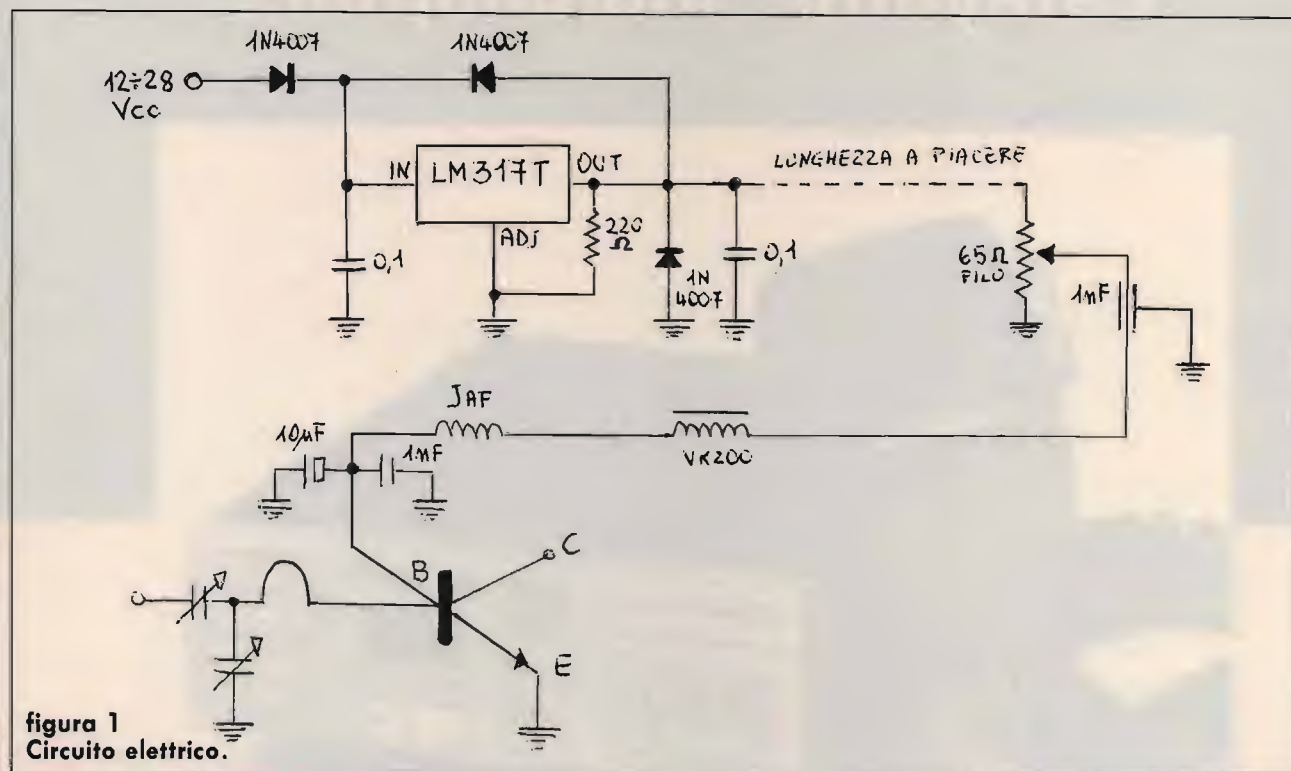 1N4007
1N4007
12÷28
Vcc
IN
LM317T
OUT
ADJ
LUNGHEZZA A PIACERE
0,1
220
Ω
1N
4007
0,1
65Ω
FILO
1nF
JAF
VK200
10µF
1nF
B
C
E
figura 1
Circuito elettrico.